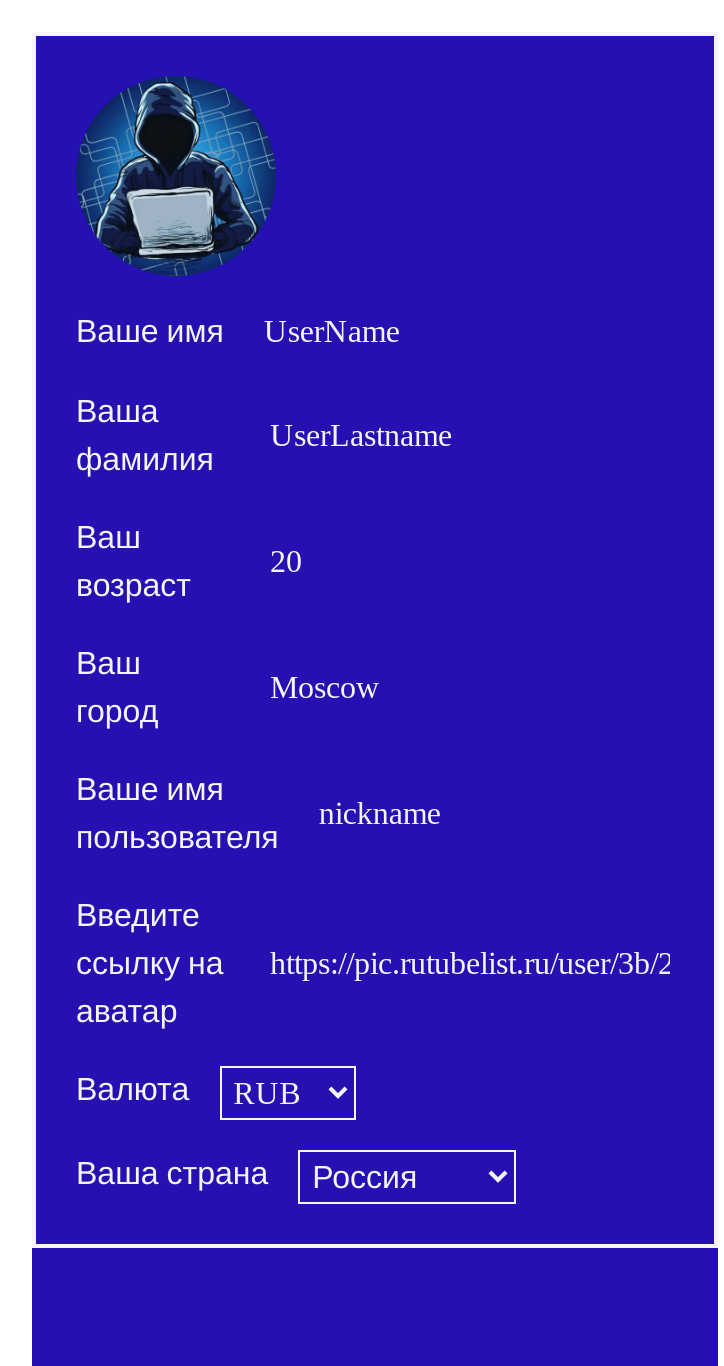 Ваше имя UserName
Ваша
фамилия
UserLastname
Ваш
возраст
20
Ваш
город
Moscow
Ваше имя
пользователя
nickname
Введите
ссылку на
аватар
https://pic.rutubelist.ru/user/3b/2
Валюта RUB
Ваша страна Россия